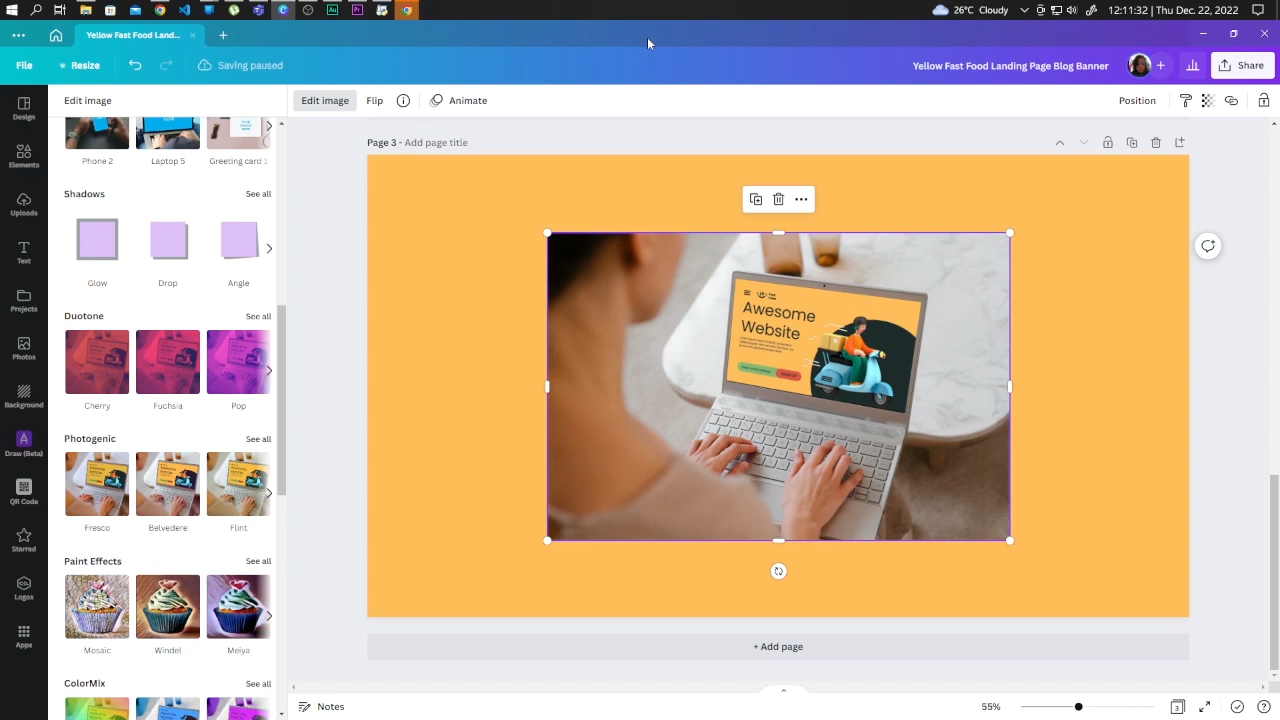 26°C Cloudy
12:11:32 | Thu Dec. 22, 2022
Yellow Fast Food Land...
File
Resize
Saving paused
Yellow Fast Food Landing Page Blog Banner
Share
Edit image
Edit image
Flip
Animate
Position
Design
Elements
Uploads
Text
Projects
Photos
Background
Draw (Beta)
QR Code
Starred
Logos
Apps
CO.
Phone 2
Laptop 5
Greeting card 1
Shadows
See all
Glow
Drop
Angle
Duotone
See all
Cherry
Fuchsia
Pop
Photogenic
See all
Fresco
Belvedere
Flint
Paint Effects
See all
Mosaic
Windel
Meiya
ColorMix
See all
Page 3 - Add page title
Awesome
Website
+ Add page
Notes
55%
3